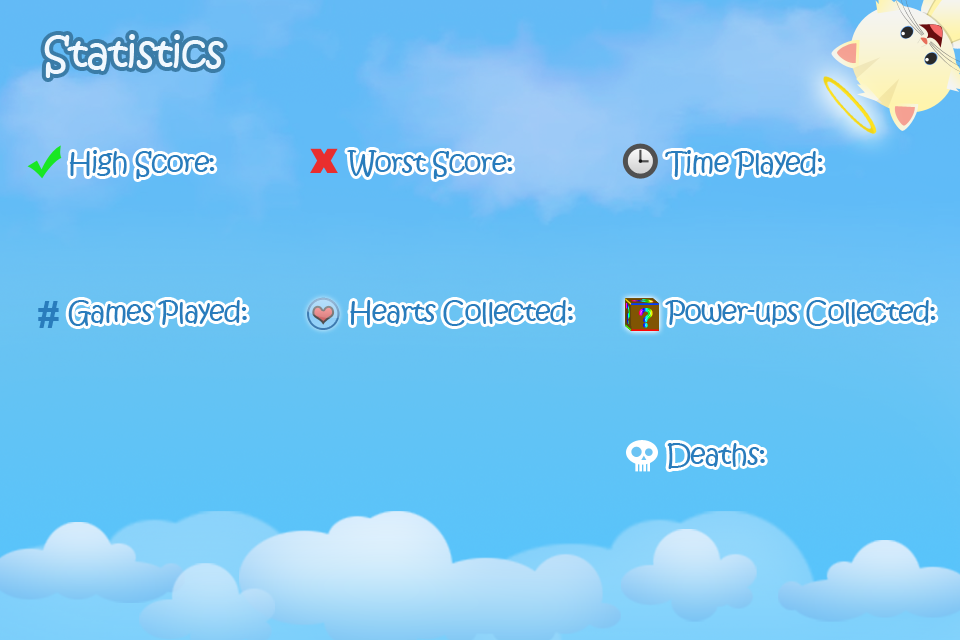 Statistics
High Score:
Worst Score:
Time Played:
# Games Played:
Hearts Collected:
? Power-ups Collected:
Deaths: